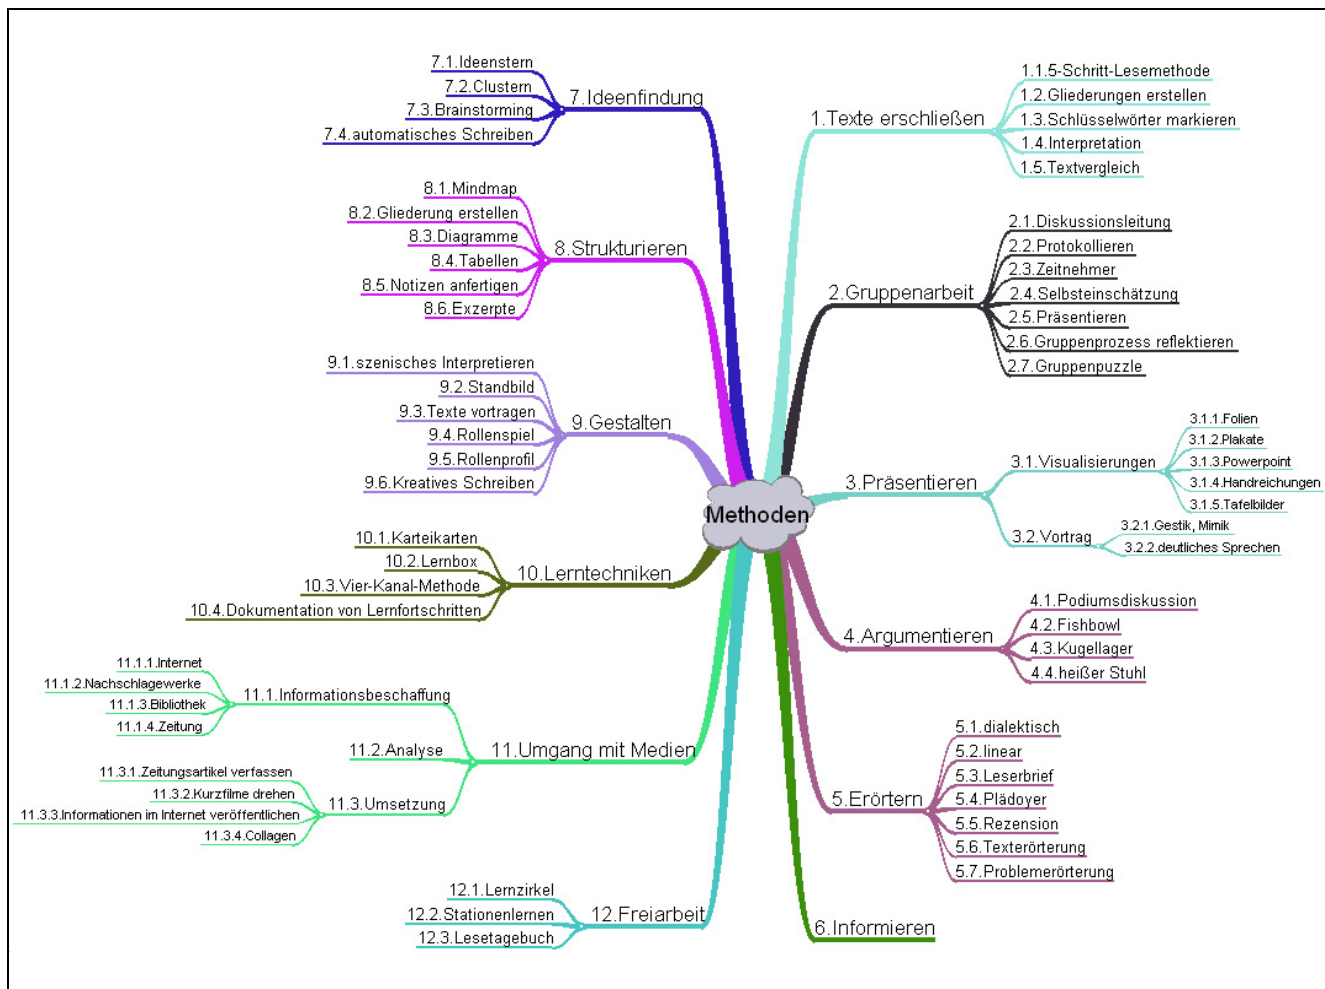 Methoden
1.Texte erschließen
1.1.5-Schritt-Lesemethode
1.2.Gliederungen erstellen
1.3.Schlüsselwörter markieren
1.4.Interpretation
1.5.Textvergleich
2.Gruppenarbeit
2.1.Diskussionsleitung
2.2.Protokollieren
2.3.Zeitnehmer
2.4.Selbsteinschätzung
2.5.Präsentieren
2.6.Gruppenprozess reflektieren
2.7.Gruppenpuzzle
3.Präsentieren
3.1.Visualisierungen
3.1.1.Folien
3.1.2.Plakate
3.1.3.Powerpoint
3.1.4.Handreichungen
3.1.5.Tafelbilder
3.2.Vortrag
3.2.1.Gestik, Mimik
3.2.2.deutliches Sprechen
4.Argumentieren
4.1.Podiumsdiskussion
4.2.Fishbowl
4.3.Kugellager
4.4.heißer Stuhl
5.Erörtern
5.1.dialektisch
5.2.linear
5.3.Leserbrief
5.4.Plädoyer
5.5.Rezension
5.6.Texterörterung
5.7.Problemerörterung
6.Informieren
7.Ideenfindung
7.1.Ideenstern
7.2.Clustern
7.3.Brainstorming
7.4.automatisches Schreiben
8.Strukturieren
8.1.Mindmap
8.2.Gliederung erstellen
8.3.Diagramme
8.4.Tabellen
8.5.Notizen anfertigen
8.6.Exzerpte
9.Gestalten
9.1.szenisches Interpretieren
9.2.Standbild
9.3.Texte vortragen
9.4.Rollenspiel
9.5.Rollenprofil
9.6.Kreatives Schreiben
10.Lerntechniken
10.1.Karteikarten
10.2.Lernbox
10.3.Vier-Kanal-Methode
10.4.Dokumentation von Lernfortschritten
11.Umgang mit Medien
11.1.Informationsbeschaffung
11.1.1.Internet
11.1.2.Nachschlagewerke
11.1.3.Bibliothek
11.1.4.Zeitung
11.2.Analyse
11.3.Umsetzung
11.3.1.Zeitungsartikel verfassen
11.3.2.Kurzfilme drehen
11.3.3.Informationen im Internet veröffentlichen
11.3.4.Collagen
12.Freiarbeit
12.1.Lernzirkel
12.2.Stationenlernen
12.3.Lesetagebuch